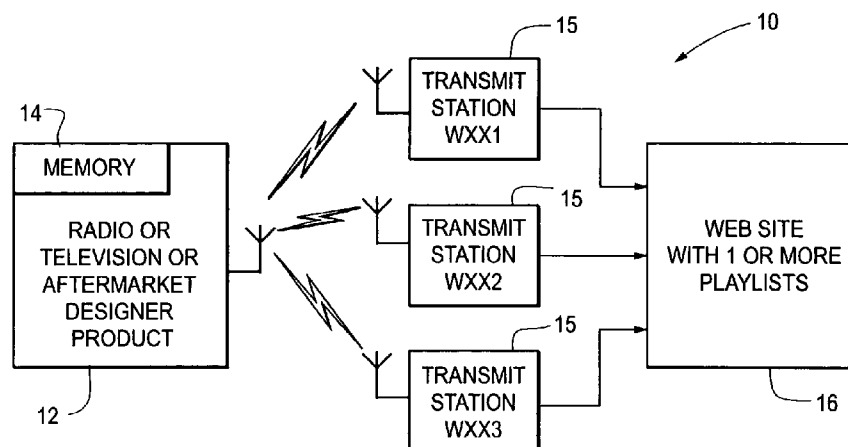 15
10
TRANSMIT
STATION
WXX1
14
MEMORY
RADIO OR
TELEVISION OR
AFTERMARKET
DESIGNER
PRODUCT
12
15
TRANSMIT
STATION
WXX2
WEB SITE
WITH 1 OR MORE
PLAYLISTS
16
15
TRANSMIT
STATION
WXX3